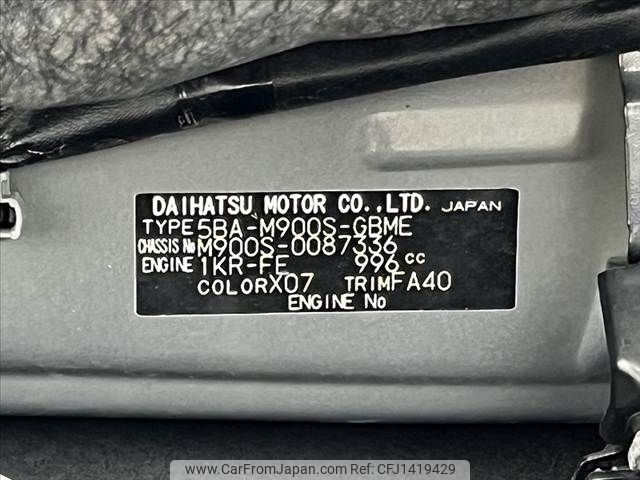 DAIHATSU MOTOR CO.,LTD. JAPAN
TYPE 5BA-M900S-GBME
CHASSIS No M900S-0087336
ENGINE 1KR-FE 996 cc
COLOR X07 TRIM FA40
ENGINE No
www.CarFromJapan.com Ref:CFJ1419429